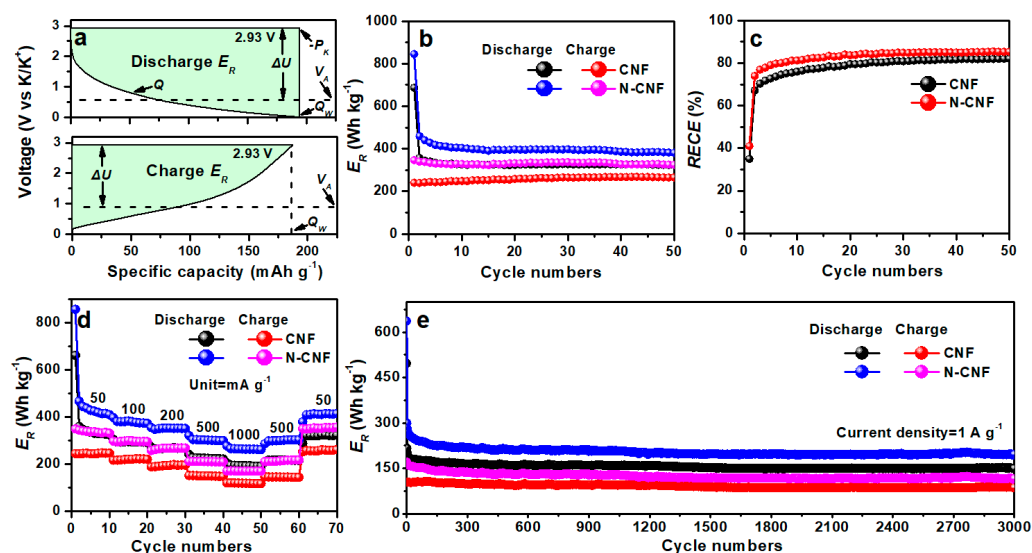 a
2.93 V
Discharge E_R
ΔU
Q
P_K
V_A
Q_W
3
2
1
0
2.93 V
Charge E_R
ΔU
V_A
Q_W
3
2
1
0
Voltage (V vs K/K⁺)
0 50 100 150 200
Specific capacity (mAh g⁻¹)
b
Discharge Charge
CNF
N-CNF
1000
800
600
400
200
0
E_R (Wh kg⁻¹)
0 10 20 30 40 50
Cycle numbers
c
CNF
N-CNF
100
80
60
40
20
0
RECE (%)
0 10 20 30 40 50
Cycle numbers
d
Discharge Charge
CNF
N-CNF
Unit=mA g⁻¹
50 100 200 500 1000 500 50
800
600
400
200
0
E_R (Wh kg⁻¹)
0 10 20 30 40 50 60 70
Cycle numbers
e
Discharge Charge
CNF
N-CNF
Current density=1 A g⁻¹
600
450
300
150
0
E_R (Wh kg⁻¹)
0 300 600 900 1200 1500 1800 2100 2400 2700 3000
Cycle numbers